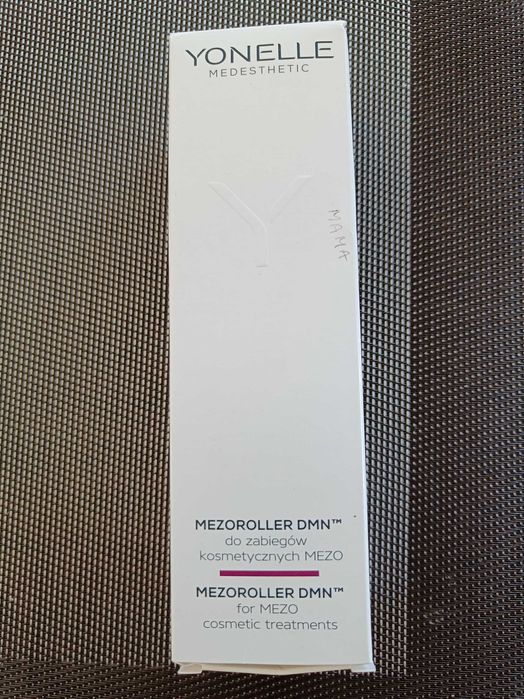 YONELLE
MEDESTHETIC
MAMA
MEZOROLLER DMN™
do zabiegów
kosmetycznych MEZO
MEZOROLLER DMN™
for MEZO
cosmetic treatments